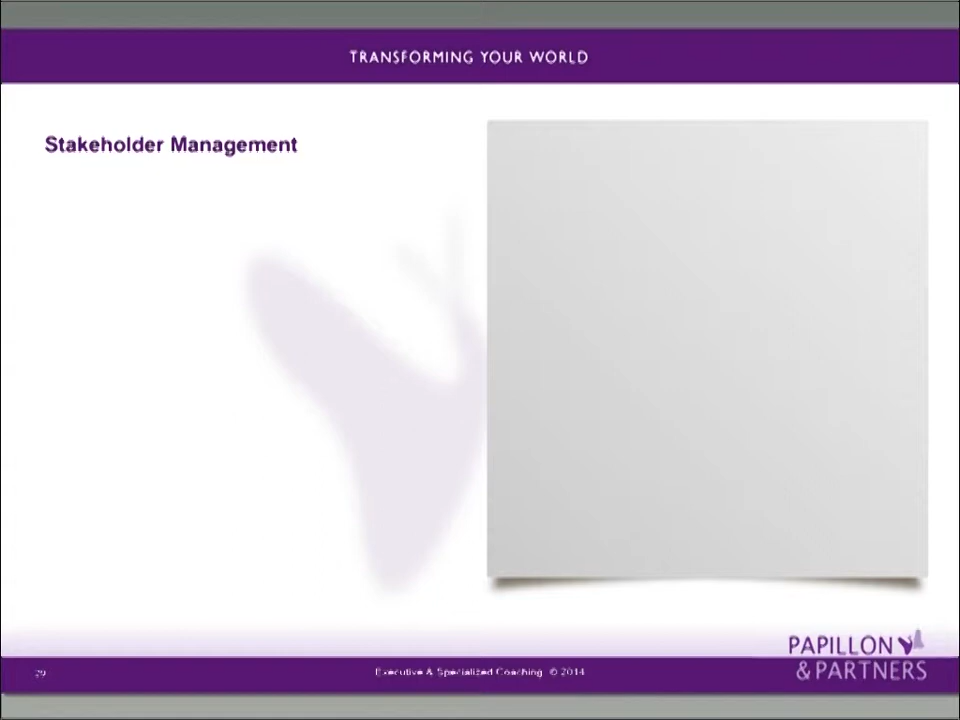 TRANSFORMING YOUR WORLD
Stakeholder Management
PAPILLON
& PARTNERS
Executive & Specialized Coaching © 2014